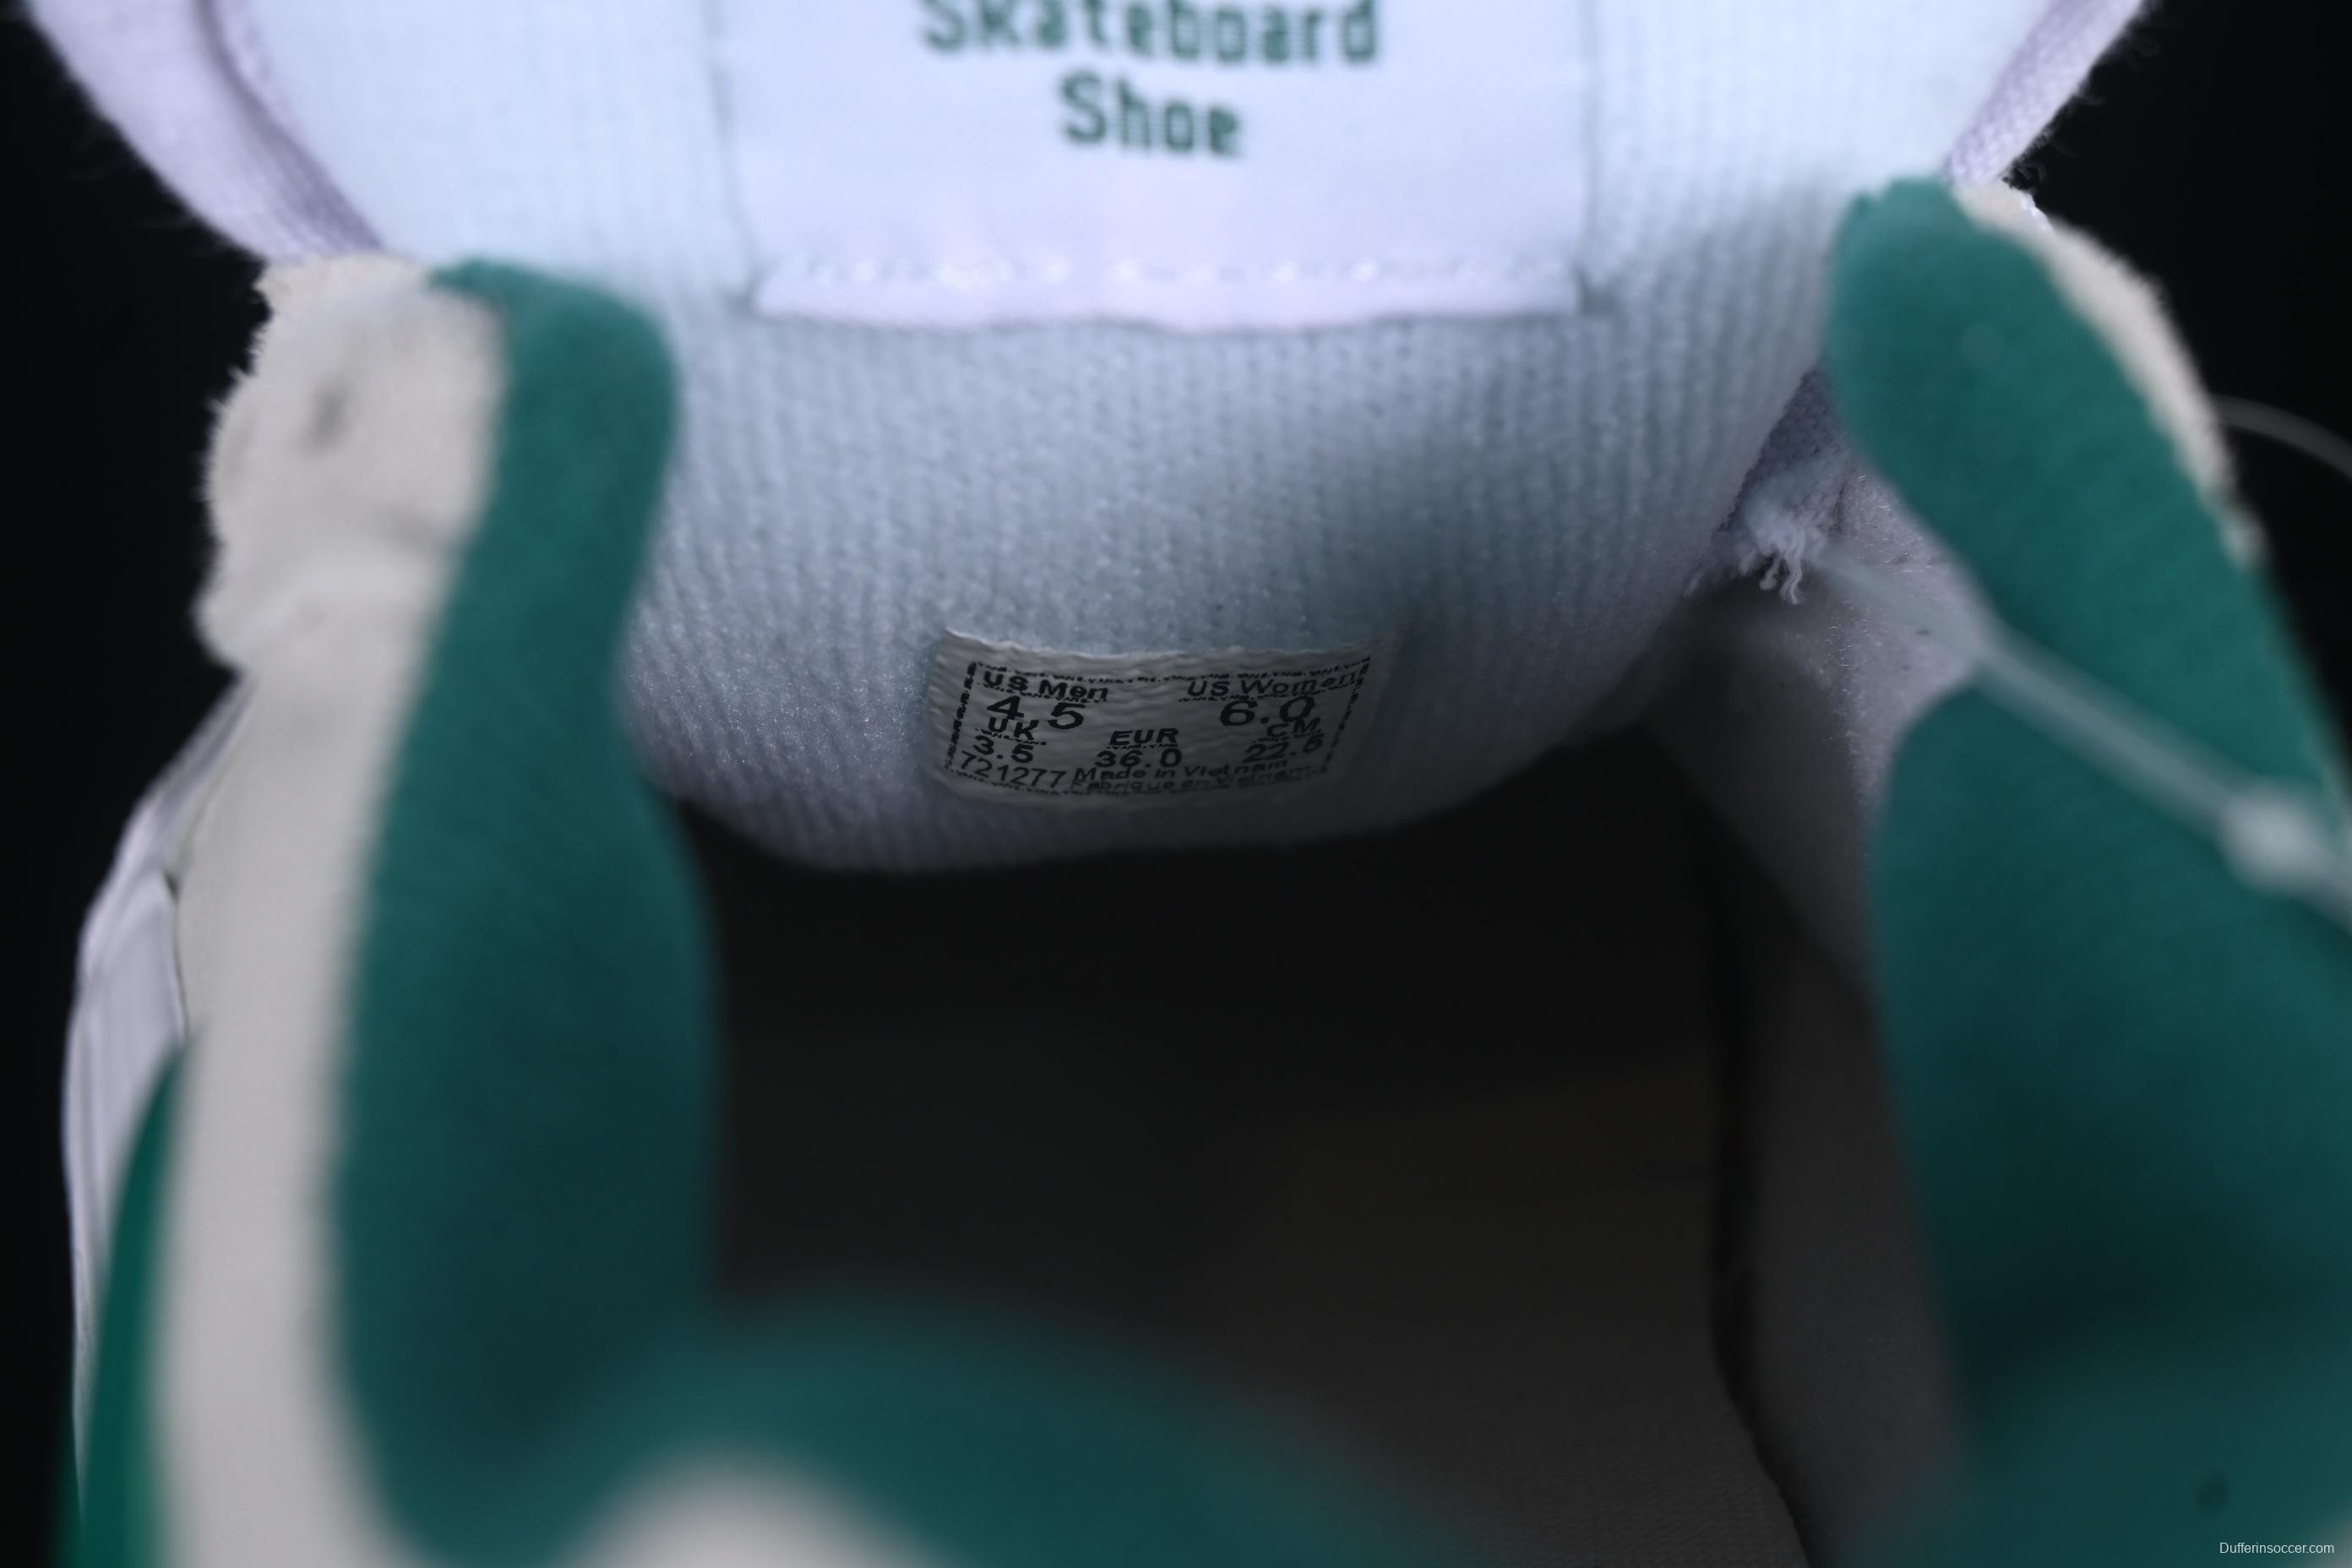 Skateboard
Shoe
US Men US Women
4.5 6.0
UK EUR CM
3.5 36.0 22.5
721277 Made in Vietnam
Fabrique en Vietnam
Dufferinsoccer.com